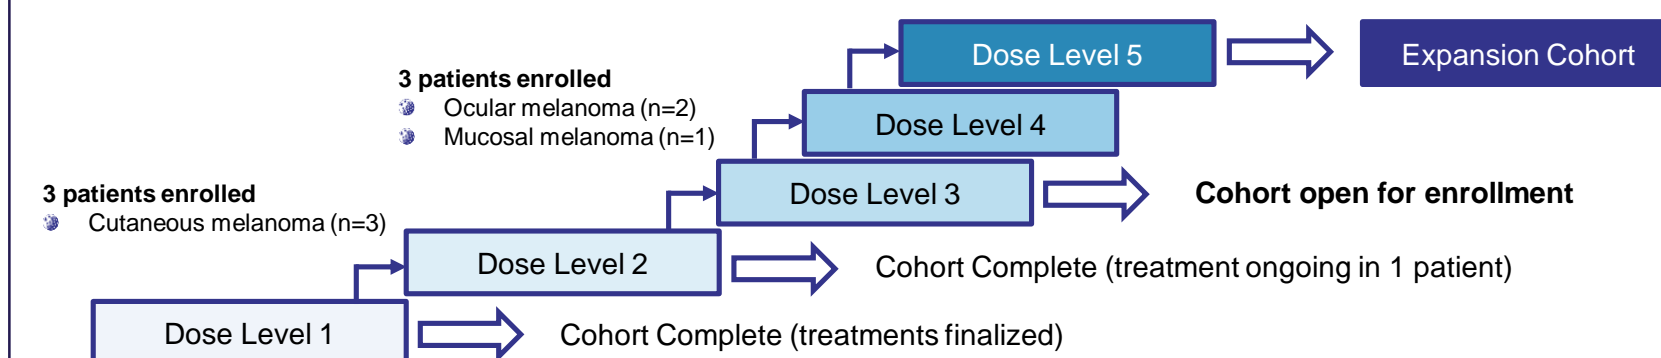 Dose Level 5
Expansion Cohort
3 patients enrolled
Ocular melanoma (n=2)
Mucosal melanoma (n=1)
Dose Level 4
3 patients enrolled
Cutaneous melanoma (n=3)
Dose Level 3
Cohort open for enrollment
Dose Level 2
Cohort Complete (treatment ongoing in 1 patient)
Dose Level 1
Cohort Complete (treatments finalized)